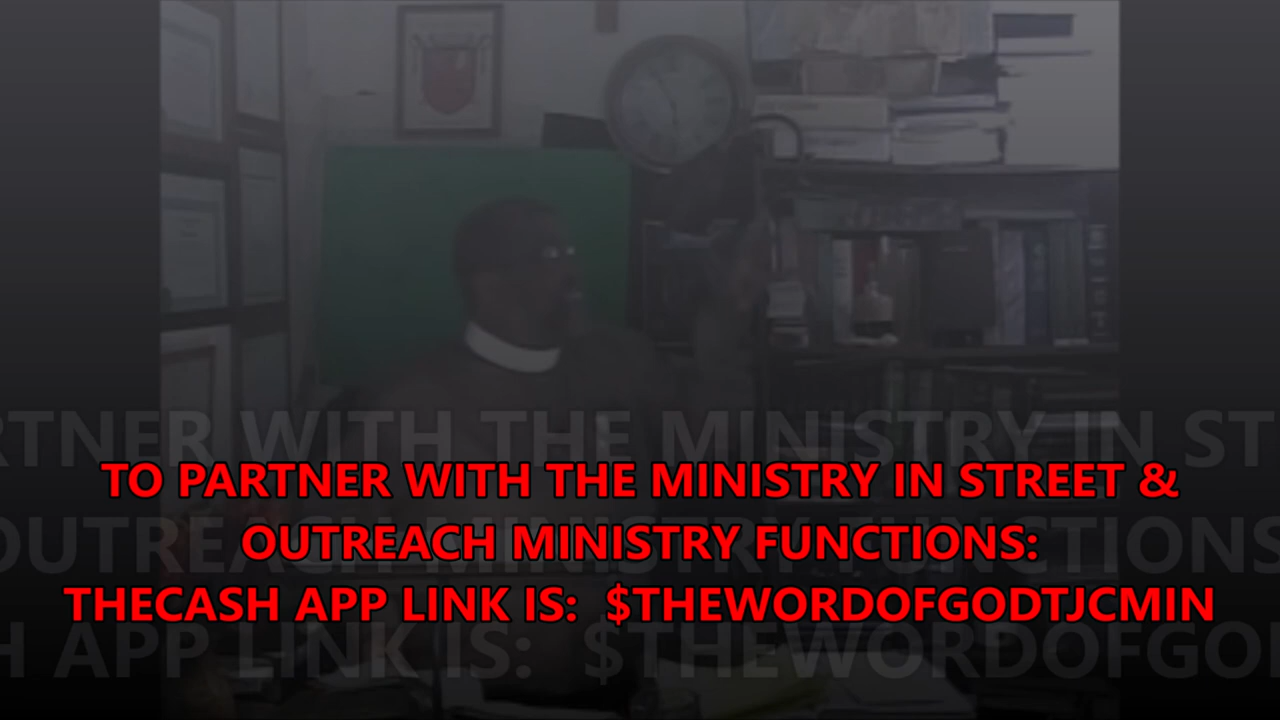 TO PARTNER WITH THE MINISTRY IN STREET &
OUTREACH MINISTRY FUNCTIONS:
THECASH APP LINK IS: $THEWORDOFGODTJCMIN